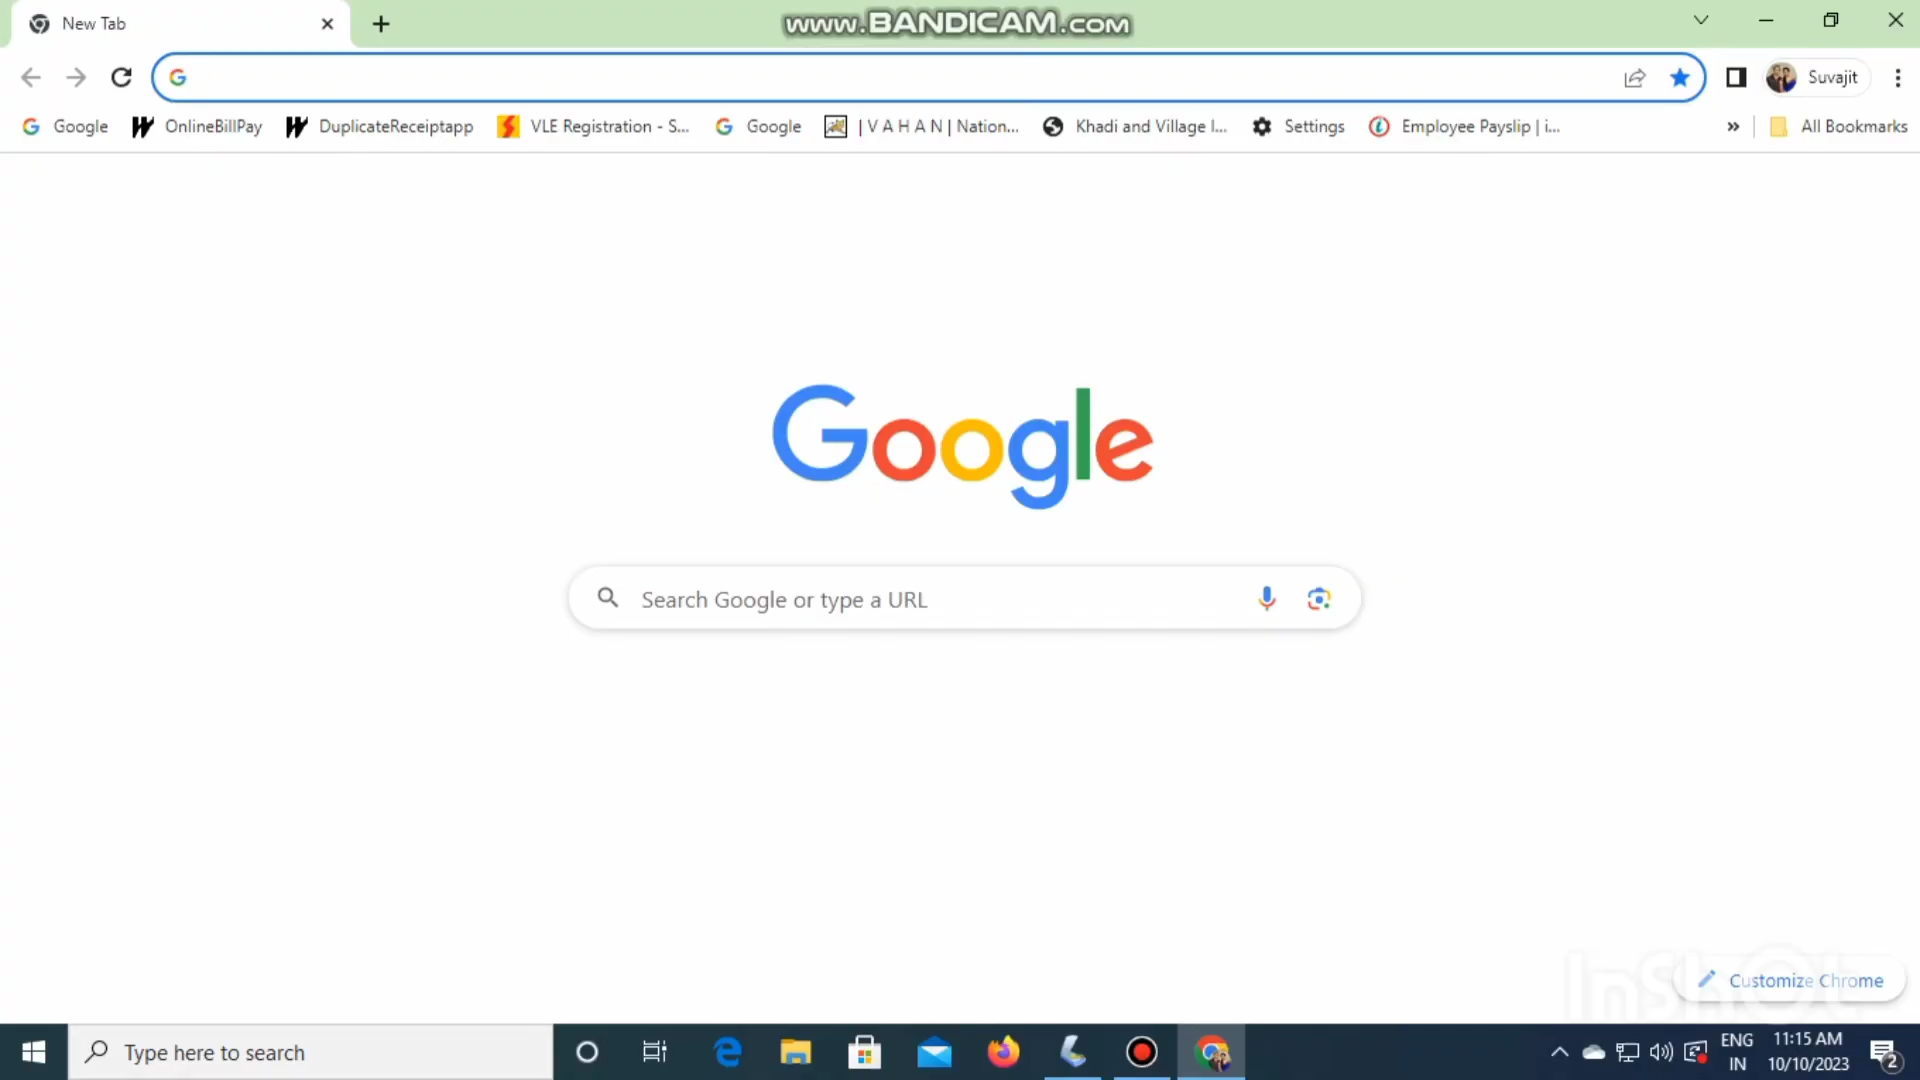 New Tab
www.BANDICAM.com
Suvajit
Google
OnlineBillPay
DuplicateReceiptapp
VLE Registration - S...
Google
| V A H A N | Nation...
Khadi and Village I...
Settings
Employee Payslip | i...
»
All Bookmarks
Google
Search Google or type a URL
InShOt
Customize Chrome
Type here to search
ENG
IN
11:15 AM
10/10/2023
2